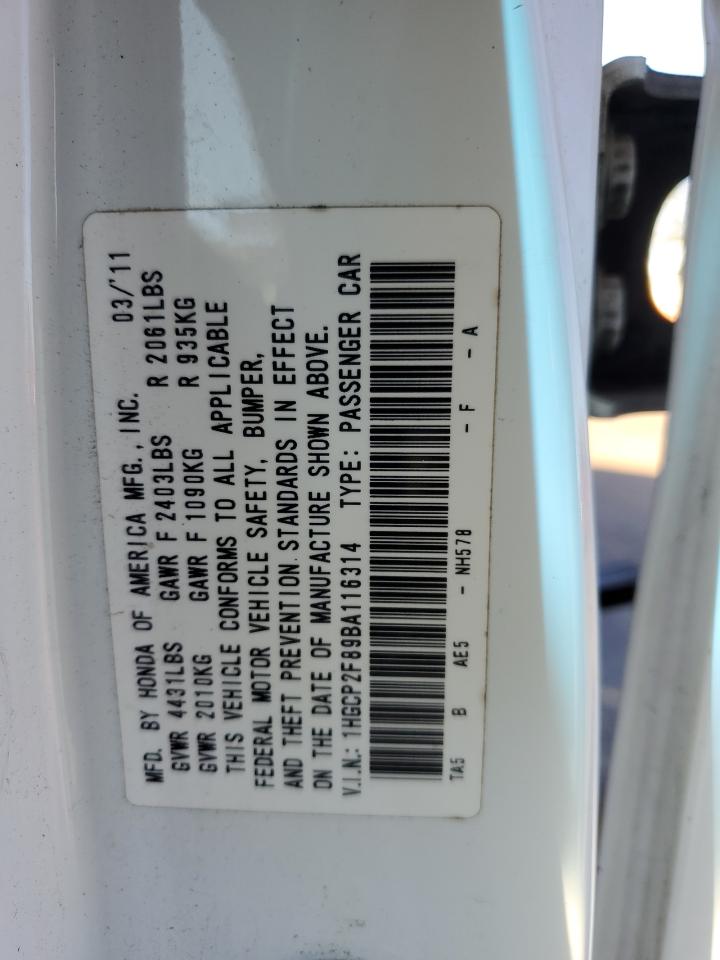 MFD. BY HONDA OF AMERICA MFG., INC. 03/'11
GVWR 4431LBS GAWR F 2403LBS R 2061LBS
GVWR 2010KG GAWR F 1090KG R 935KG
THIS VEHICLE CONFORMS TO ALL APPLICABLE
FEDERAL MOTOR VEHICLE SAFETY, BUMPER,
AND THEFT PREVENTION STANDARDS IN EFFECT
ON THE DATE OF MANUFACTURE SHOWN ABOVE.
V.I.N.: 1HGCP2F89BA116314 TYPE: PASSENGER CAR
TA5 B AE5 - NH578 - F - A